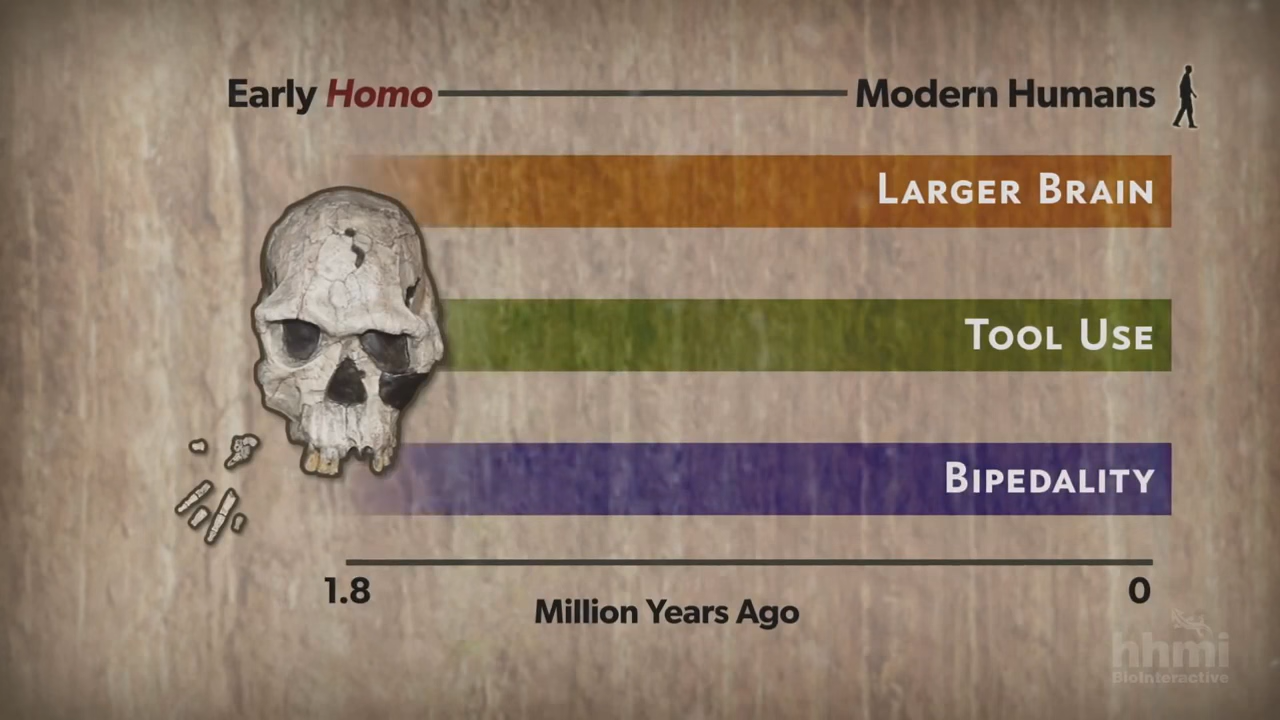 Early Homo
Modern Humans
LARGER BRAIN
TOOL USE
BIPEDALITY
1.8
0
Million Years Ago
hhmi
BioInteractive